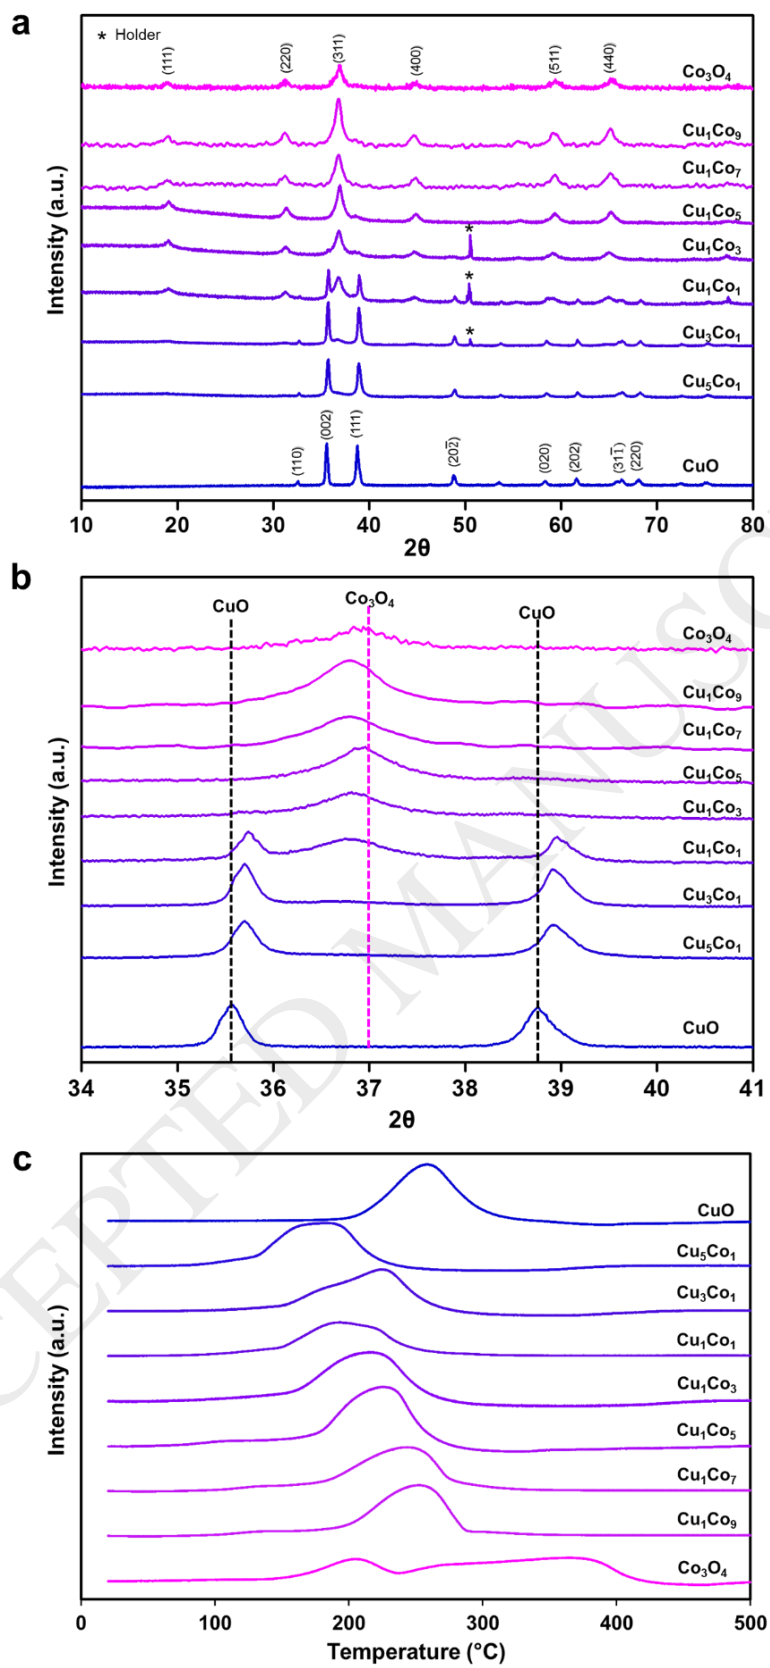 a
* Holder
(111)
(220)
(311)
(400)
(511)
(440)
Co₃O₄
Cu₁Co₉
Cu₁Co₇
Cu₁Co₅
*
Cu₁Co₃
*
Cu₁Co₁
*
Cu₃Co₁
Cu₅Co₁
(110)
(002)
(111)
(202̅)
(020)
(202)
(311̅)
(220)
CuO
Intensity (a.u.)
10 20 30 40 50 60 70 80
2θ
b
CuO
Co₃O₄
CuO
Co₃O₄
Cu₁Co₉
Cu₁Co₇
Cu₁Co₅
Cu₁Co₃
Cu₁Co₁
Cu₃Co₁
Cu₅Co₁
CuO
Intensity (a.u.)
34 35 36 37 38 39 40 41
2θ
c
CuO
Cu₅Co₁
Cu₃Co₁
Cu₁Co₁
Cu₁Co₃
Cu₁Co₅
Cu₁Co₇
Cu₁Co₉
Co₃O₄
Intensity (a.u.)
0 100 200 300 400 500
Temperature (°C)
CEPTED MANUSC